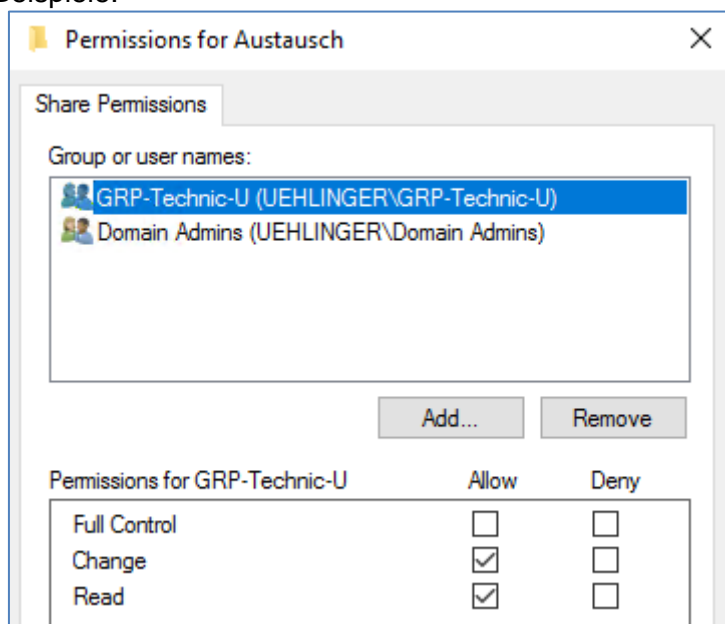 Beispiele:
Permissions for Austausch
Share Permissions
Group or user names:
GRP-Technic-U (UEHLINGER\GRP-Technic-U)
Domain Admins (UEHLINGER\Domain Admins)
Add... Remove
Permissions for GRP-Technic-U Allow Deny
Full Control
Change
Read